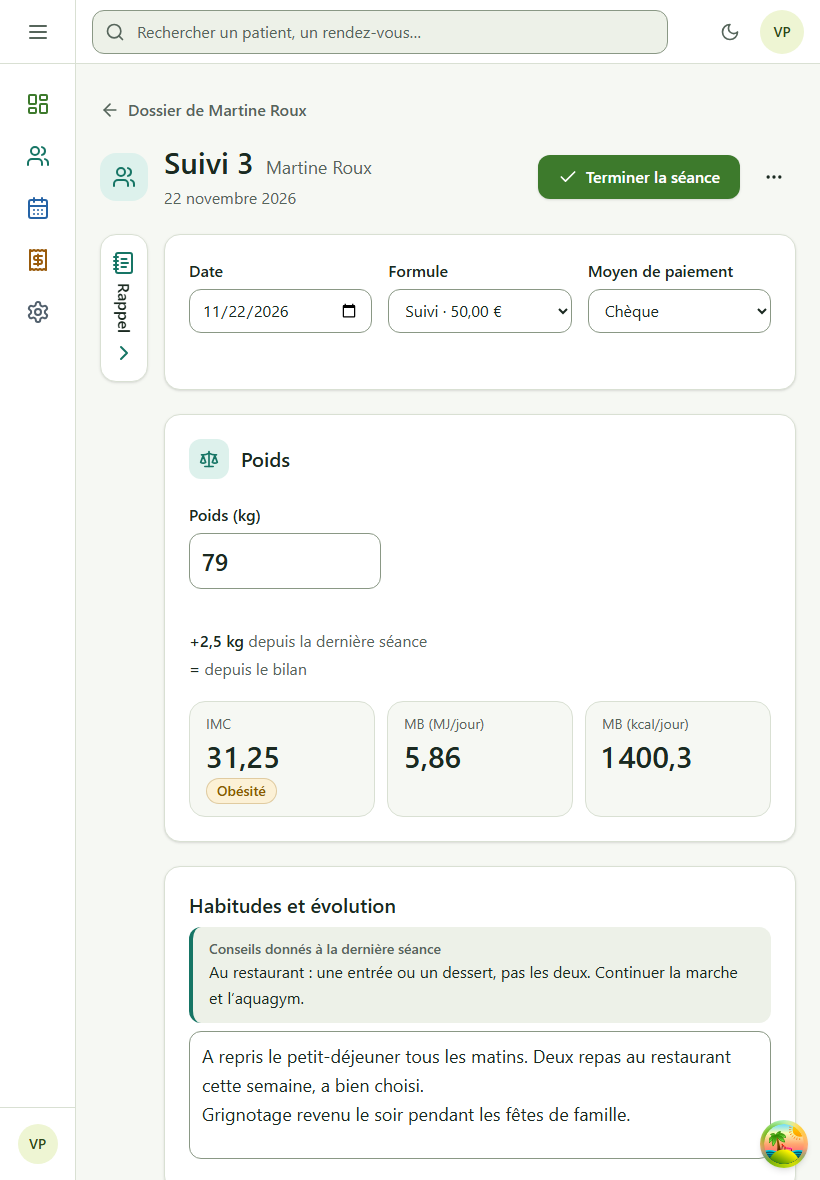 Rechercher un patient, un rendez-vous...
VP
Dossier de Martine Roux
Suivi 3 Martine Roux
22 novembre 2026
Terminer la séance
Rappel
Date
Formule
Moyen de paiement
11/22/2026
Suivi · 50,00 €
Chèque
Poids
Poids (kg)
79
+2,5 kg depuis la dernière séance
= depuis le bilan
IMC
31,25
Obésité
MB (MJ/jour)
5,86
MB (kcal/jour)
1 400,3
Habitudes et évolution
Conseils donnés à la dernière séance
Au restaurant : une entrée ou un dessert, pas les deux. Continuer la marche
et l’aquagym.
A repris le petit-déjeuner tous les matins. Deux repas au restaurant
cette semaine, a bien choisi.
Grignotage revenu le soir pendant les fêtes de famille.
VP